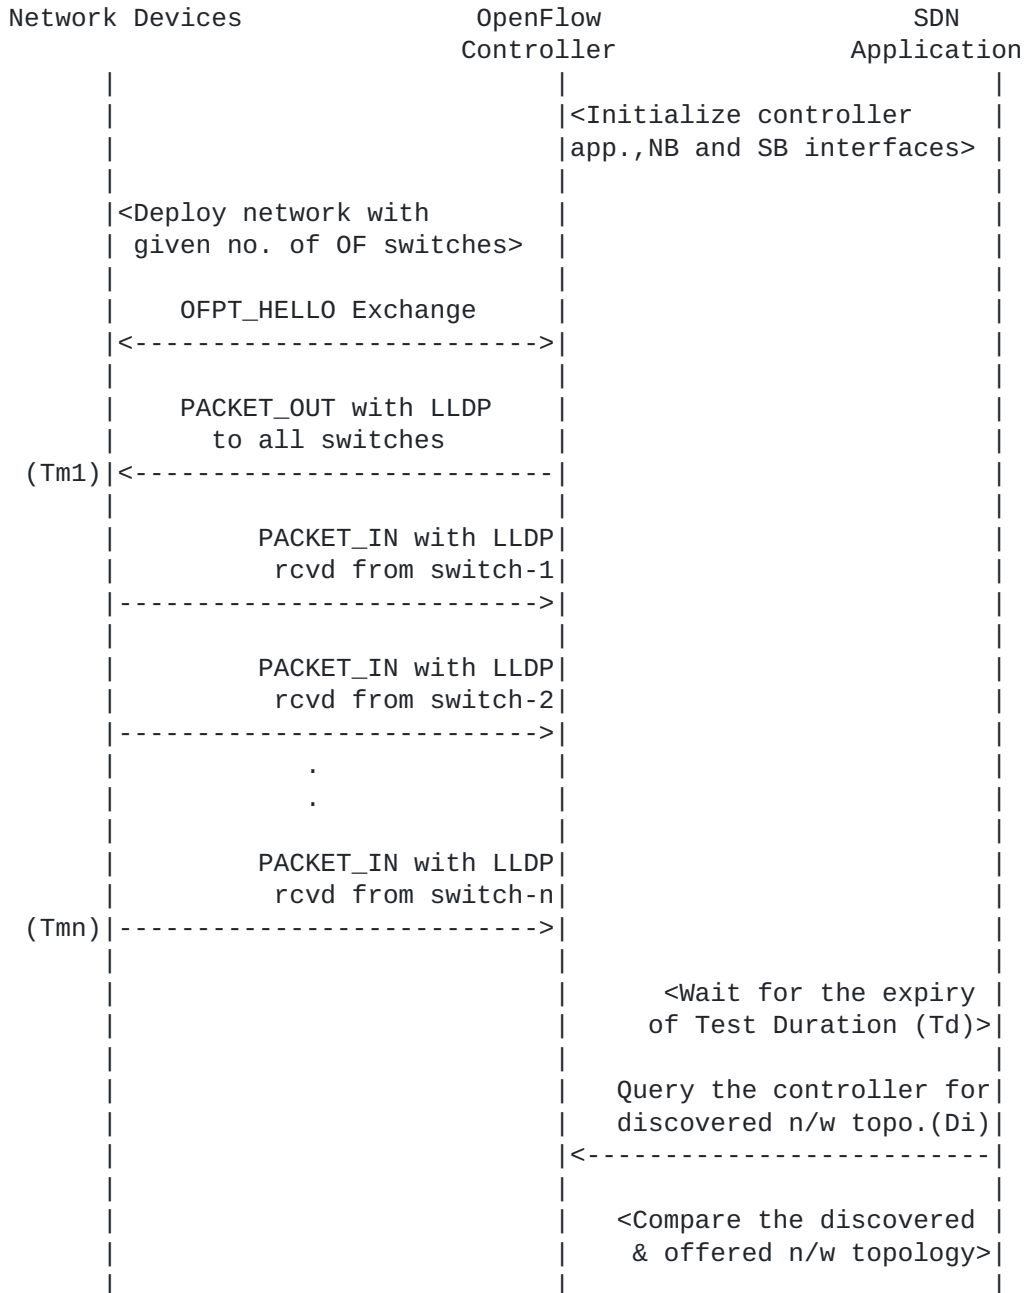 Network Devices               OpenFlow                    SDN
                             Controller               Application
      |                            |                           |
      |                            |<Initialize controller     |
      |                            |app.,NB and SB interfaces> |
      |                            |                           |
      |<Deploy network with        |                           |
      | given no. of OF switches>  |                           |
      |                            |                           |
      |    OFPT_HELLO Exchange     |                           |
      |<-------------------------->|                           |
      |                            |                           |
      |    PACKET_OUT with LLDP    |                           |
      |      to all switches       |                           |
 (Tm1)|<---------------------------|                           |
      |                            |                           |
      |         PACKET_IN with LLDP|                           |
      |          rcvd from switch-1|                           |
      |--------------------------->|                           |
      |                            |                           |
      |         PACKET_IN with LLDP|                           |
      |          rcvd from switch-2|                           |
      |--------------------------->|                           |
      |            .               |                           |
      |            .               |                           |
      |                            |                           |
      |         PACKET_IN with LLDP|                           |
      |          rcvd from switch-n|                           |
 (Tmn)|--------------------------->|                           |
      |                            |                           |
      |                            |      <Wait for the expiry |
      |                            |     of Test Duration (Td)>|
      |                            |                           |
      |                            |   Query the controller for|
      |                            |   discovered n/w topo.(Di)|
      |                            |<--------------------------|
      |                            |                           |
      |                            |   <Compare the discovered |
      |                            |    & offered n/w topology>|
      |                            |                           |